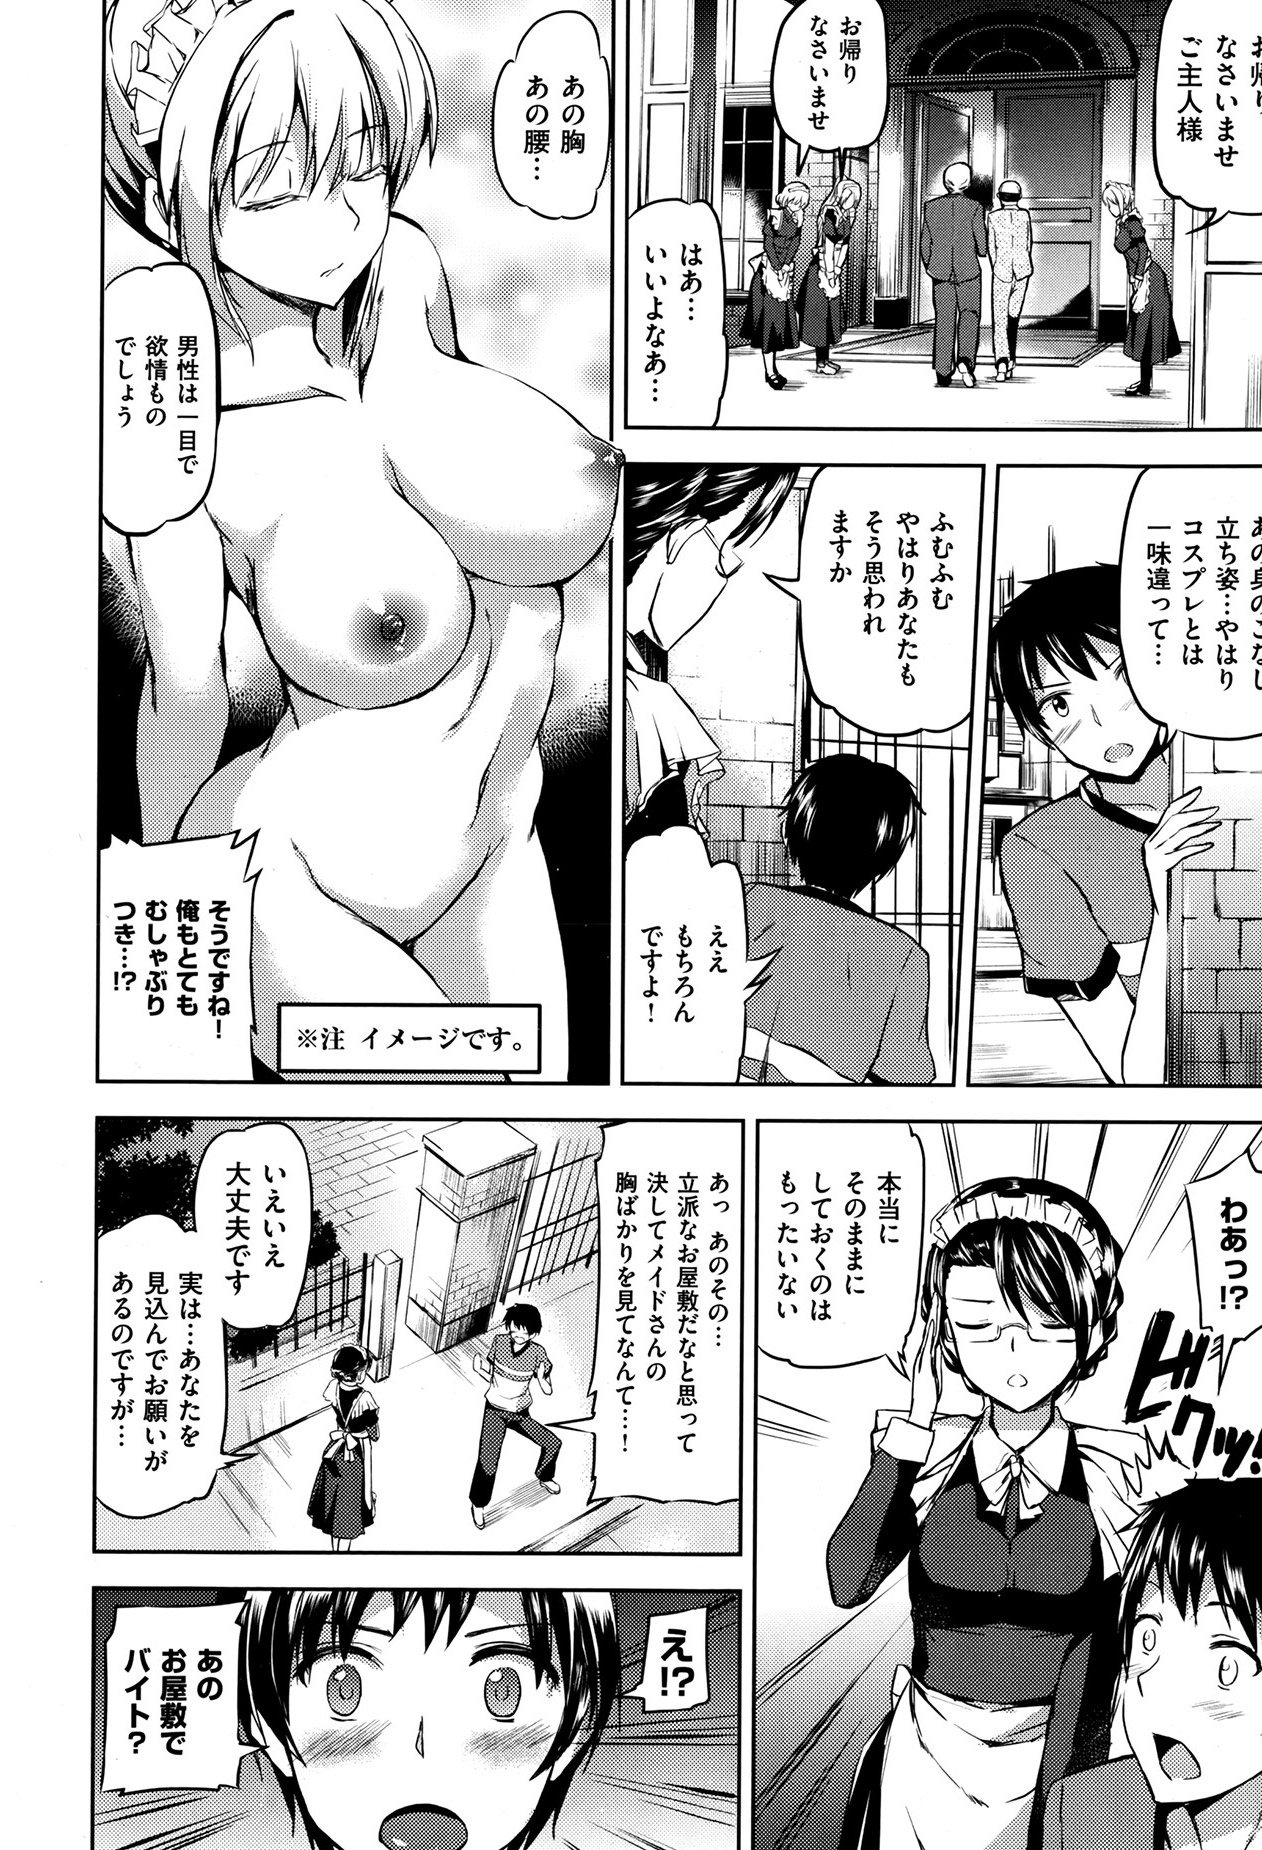 お帰り
なさいませ
ご主人様
お帰り
なさいませ
はあ…
いいよなあ…
あの身のこなし
立ち姿…やはり
コスプレとは
一味違って…
ふむふむ
やはりあなたも
そう思われ
ますか
ええ
もちろん
ですよ！
あの胸
あの腰…
男性は一目で
欲情もの
でしょう
そうですね！
俺もとても
むしゃぶり
つき…!?
※注 イメージです。
わあっ!?
ビクッ!
本当に
そのままに
しておくのは
もったいない
あっ あのその…
立派なお屋敷だなと思って
決してメイドさんの
胸ばかりを見てなんて…！
いえいえ
大丈夫です
実は…あなたを
見込んでお願いが
あるのですが…
え!?
あの
お屋敷で
バイト?